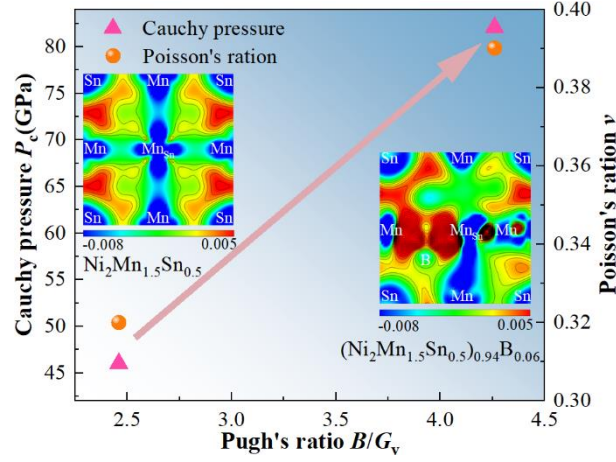 Cauchy pressure
Poisson's ration
Sn Mn Sn
Mn Mn_Sn Mn
Sn Mn Sn
-0.008 0.005
Ni₂Mn₁.₅Sn₀.₅
Sn Mn Sn
Mn Mn_Sn Mn
B
Sn Mn Sn
-0.008 0.005
(Ni₂Mn₁.₅Sn₀.₅)₀.₉₄B₀.₀₆
Cauchy pressure P_c(GPa)
80
75
70
65
60
55
50
45
Poisson's ration ν
0.40
0.38
0.36
0.34
0.32
0.30
2.5 3.0 3.5 4.0 4.5
Pugh's ratio B/G_v